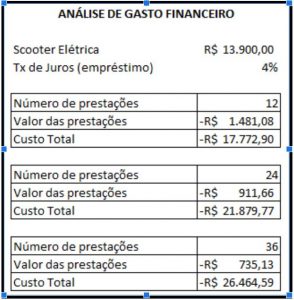 ANÁLISE DE GASTO FINANCEIRO
Scooter Elétrica R$ 13.900,00
Tx de Juros (empréstimo) 4%
Número de prestações 12
Valor das prestações -R$ 1.481,08
Custo Total -R$ 17.772,90
Número de prestações 24
Valor das prestações -R$ 911,66
Custo Total -R$ 21.879,77
Número de prestações 36
Valor das prestações -R$ 735,13
Custo Total -R$ 26.464,59